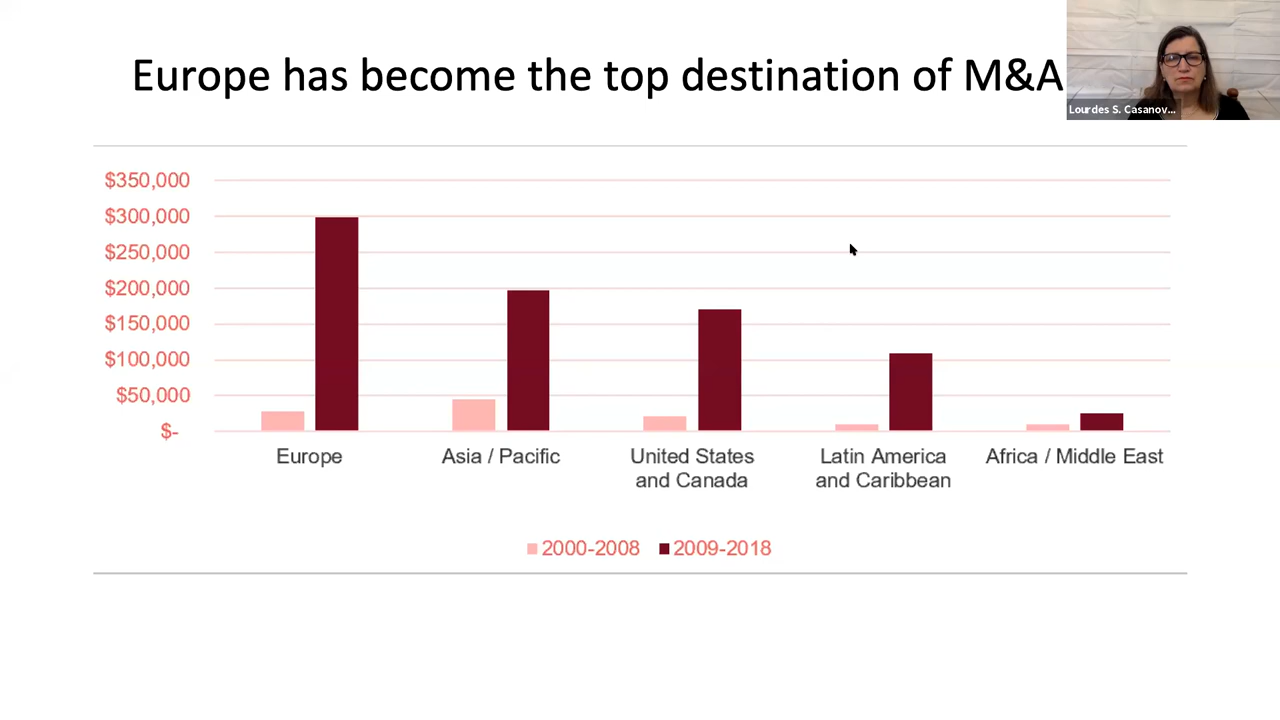 Europe has become the top destination of M&A
Lourdes S. Casanov...
$350,000
$300,000
$250,000
$200,000
$150,000
$100,000
$50,000
$-
Europe
Asia / Pacific
United States
and Canada
Latin America
and Caribbean
Africa / Middle East
2000-2008
2009-2018